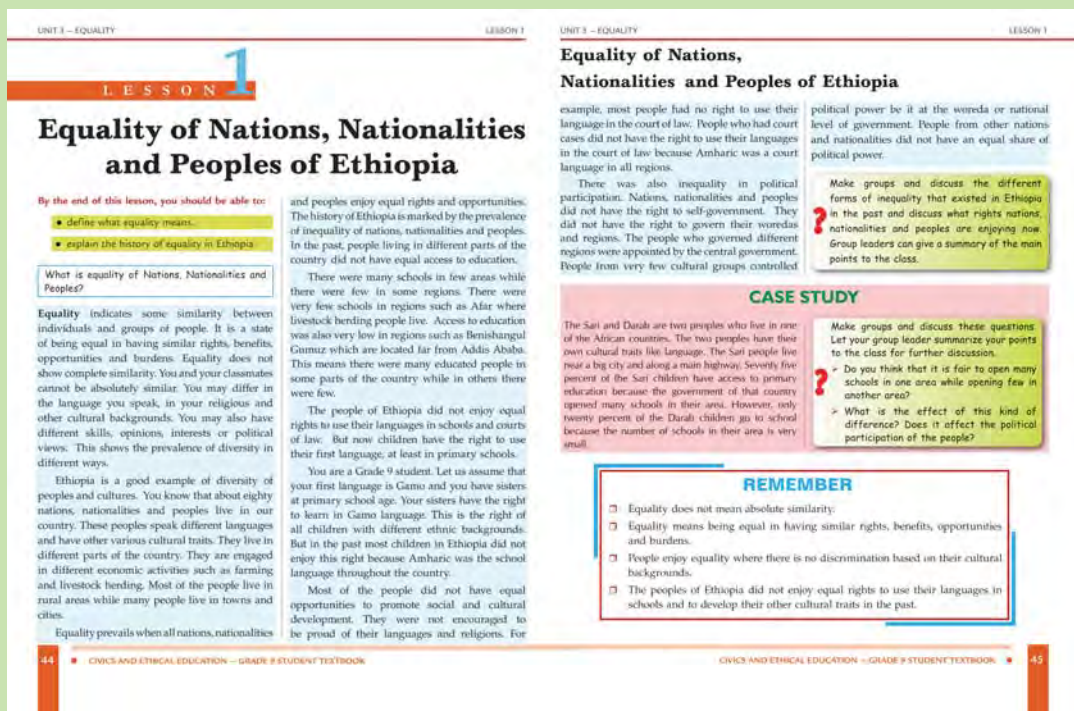 UNIT 3 – EQUALITY
LESSON 1
LESSON 1
Equality of Nations, Nationalities
and Peoples of Ethiopia
By the end of this lesson, you should be able to:
• define what equality means.
• explain the history of equality in Ethiopia.
What is equality of Nations, Nationalities and
Peoples?
Equality indicates some similarity between
individuals and groups of people. It is a state
of being equal in having similar rights, benefits,
opportunities and burdens. Equality does not
show complete similarity. You and your classmates
cannot be absolutely similar. You may differ in
the language you speak, in your religious and
other cultural backgrounds. You may also have
different skills, opinions, interests or political
views. This shows the prevalence of diversity in
different ways.
Ethiopia is a good example of diversity of
peoples and cultures. You know that about eighty
nations, nationalities and peoples live in our
country. These peoples speak different languages
and have other various cultural traits. They live in
different parts of the country. They are engaged
in different economic activities such as farming
and livestock herding. Most of the people live in
rural areas while many people live in towns and
cities.
Equality prevails when all nations, nationalities
and peoples enjoy equal rights and opportunities.
The history of Ethiopia is marked by the prevalence
of inequality of nations, nationalities and peoples.
In the past, people living in different parts of the
country did not have equal access to education.
There were many schools in few areas while
there were few in some regions. There were
very few schools in regions such as Afar where
livestock herding people live. Access to education
was also very low in regions such as Benishangul
Gumuz which are located far from Addis Ababa.
This means there were many educated people in
some parts of the country while in others there
were few.
The people of Ethiopia did not enjoy equal
rights to use their languages in schools and courts
of law. But now children have the right to use
their first language, at least in primary schools.
You are a Grade 9 student. Let us assume that
your first language is Gamo and you have sisters
at primary school age. Your sisters have the right
to learn in Gamo language. This is the right of
all children with different ethnic backgrounds.
But in the past most children in Ethiopia did not
enjoy this right because Amharic was the school
language throughout the country.
Most of the people did not have equal
opportunities to promote social and cultural
development. They were not encouraged to
be proud of their languages and religions. For
44 ■ CIVICS AND ETHICAL EDUCATION – GRADE 9 STUDENT TEXTBOOK
UNIT 3 – EQUALITY
LESSON 1
Equality of Nations,
Nationalities and Peoples of Ethiopia
example, most people had no right to use their
language in the court of law. People who had court
cases did not have the right to use their languages
in the court of law because Amharic was a court
language in all regions.
There was also inequality in political
participation. Nations, nationalities and peoples
did not have the right to self-government. They
did not have the right to govern their woredas
and regions. The people who governed different
regions were appointed by the central government.
People from very few cultural groups controlled
political power be it at the woreda or national
level of government. People from other nations
and nationalities did not have an equal share of
political power.
? Make groups and discuss the different
forms of inequality that existed in Ethiopia
in the past and discuss what rights nations,
nationalities and peoples are enjoying now.
Group leaders can give a summary of the main
points to the class.
CASE STUDY
The Sari and Darab are two peoples who live in one
of the African countries. The two peoples have their
own cultural traits like language. The Sari people live
near a big city and along a main highway. Seventy five
percent of the Sari children have access to primary
education because the government of that country
opened many schools in their area. However, only
twenty percent of the Darab children go to school
because the number of schools in their area is very
small.
? Make groups and discuss these questions.
Let your group leader summarize your points
to the class for further discussion.
➢ Do you think that it is fair to open many
schools in one area while opening few in
another area?
➢ What is the effect of this kind of
difference? Does it affect the political
participation of the people?
REMEMBER
❒ Equality does not mean absolute similarity.
❒ Equality means being equal in having similar rights, benefits, opportunities
and burdens.
❒ People enjoy equality where there is no discrimination based on their cultural
backgrounds.
❒ The peoples of Ethiopia did not enjoy equal rights to use their languages in
schools and to develop their other cultural traits in the past.
CIVICS AND ETHICAL EDUCATION – GRADE 9 STUDENT TEXTBOOK ■ 45